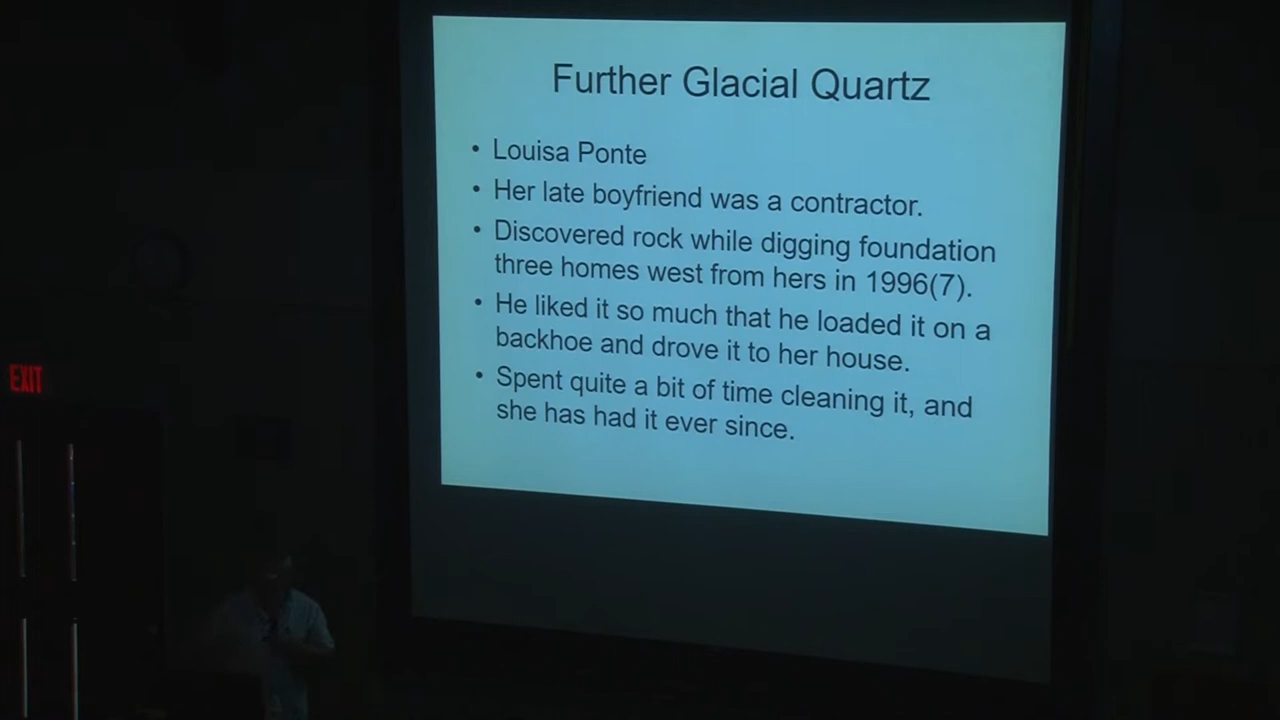 Further Glacial Quartz
• Louisa Ponte
• Her late boyfriend was a contractor.
• Discovered rock while digging foundation
three homes west from hers in 1996(7).
• He liked it so much that he loaded it on a
backhoe and drove it to her house.
• Spent quite a bit of time cleaning it, and
she has had it ever since.
EXIT